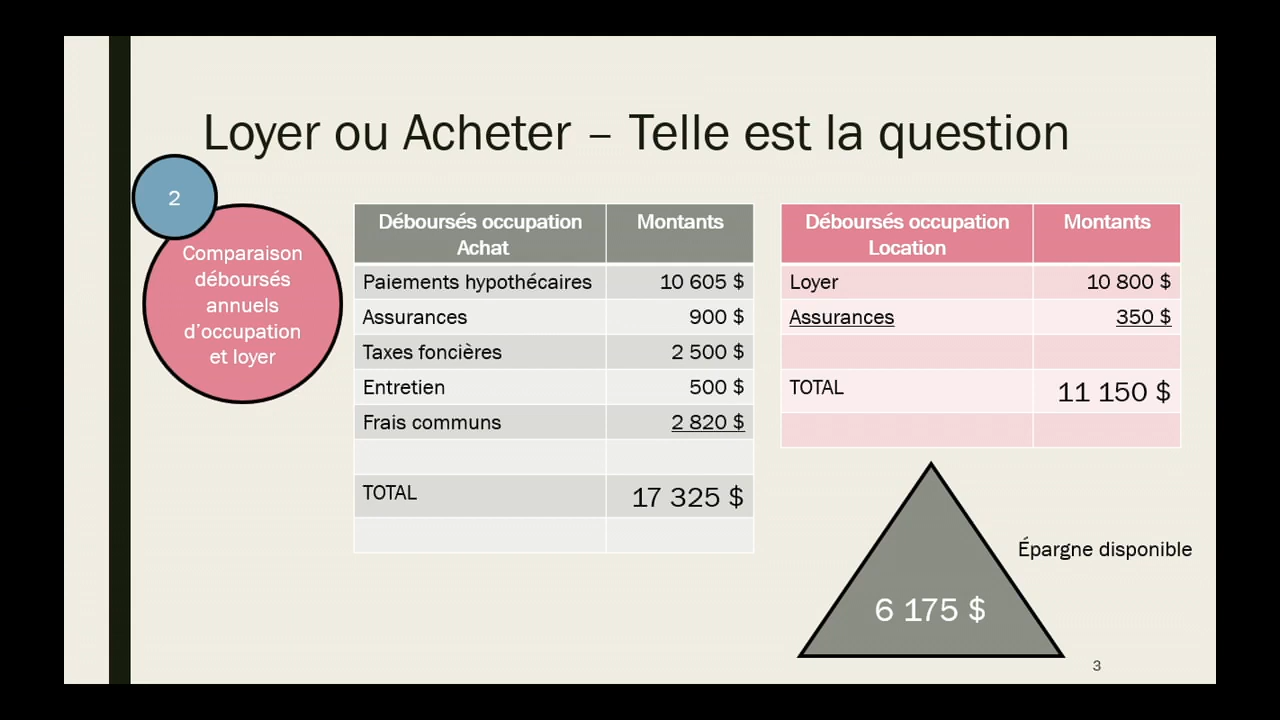 Loyer ou Acheter – Telle est la question
2
Comparaison
déboursés
annuels
d'occupation
et loyer
Déboursés occupation
Achat
Montants
Paiements hypothécaires 10 605 $
Assurances 900 $
Taxes foncières 2 500 $
Entretien 500 $
Frais communs 2 820 $
TOTAL 17 325 $
Déboursés occupation
Location
Montants
Loyer 10 800 $
Assurances 350 $
TOTAL 11 150 $
Épargne disponible
6 175 $
3